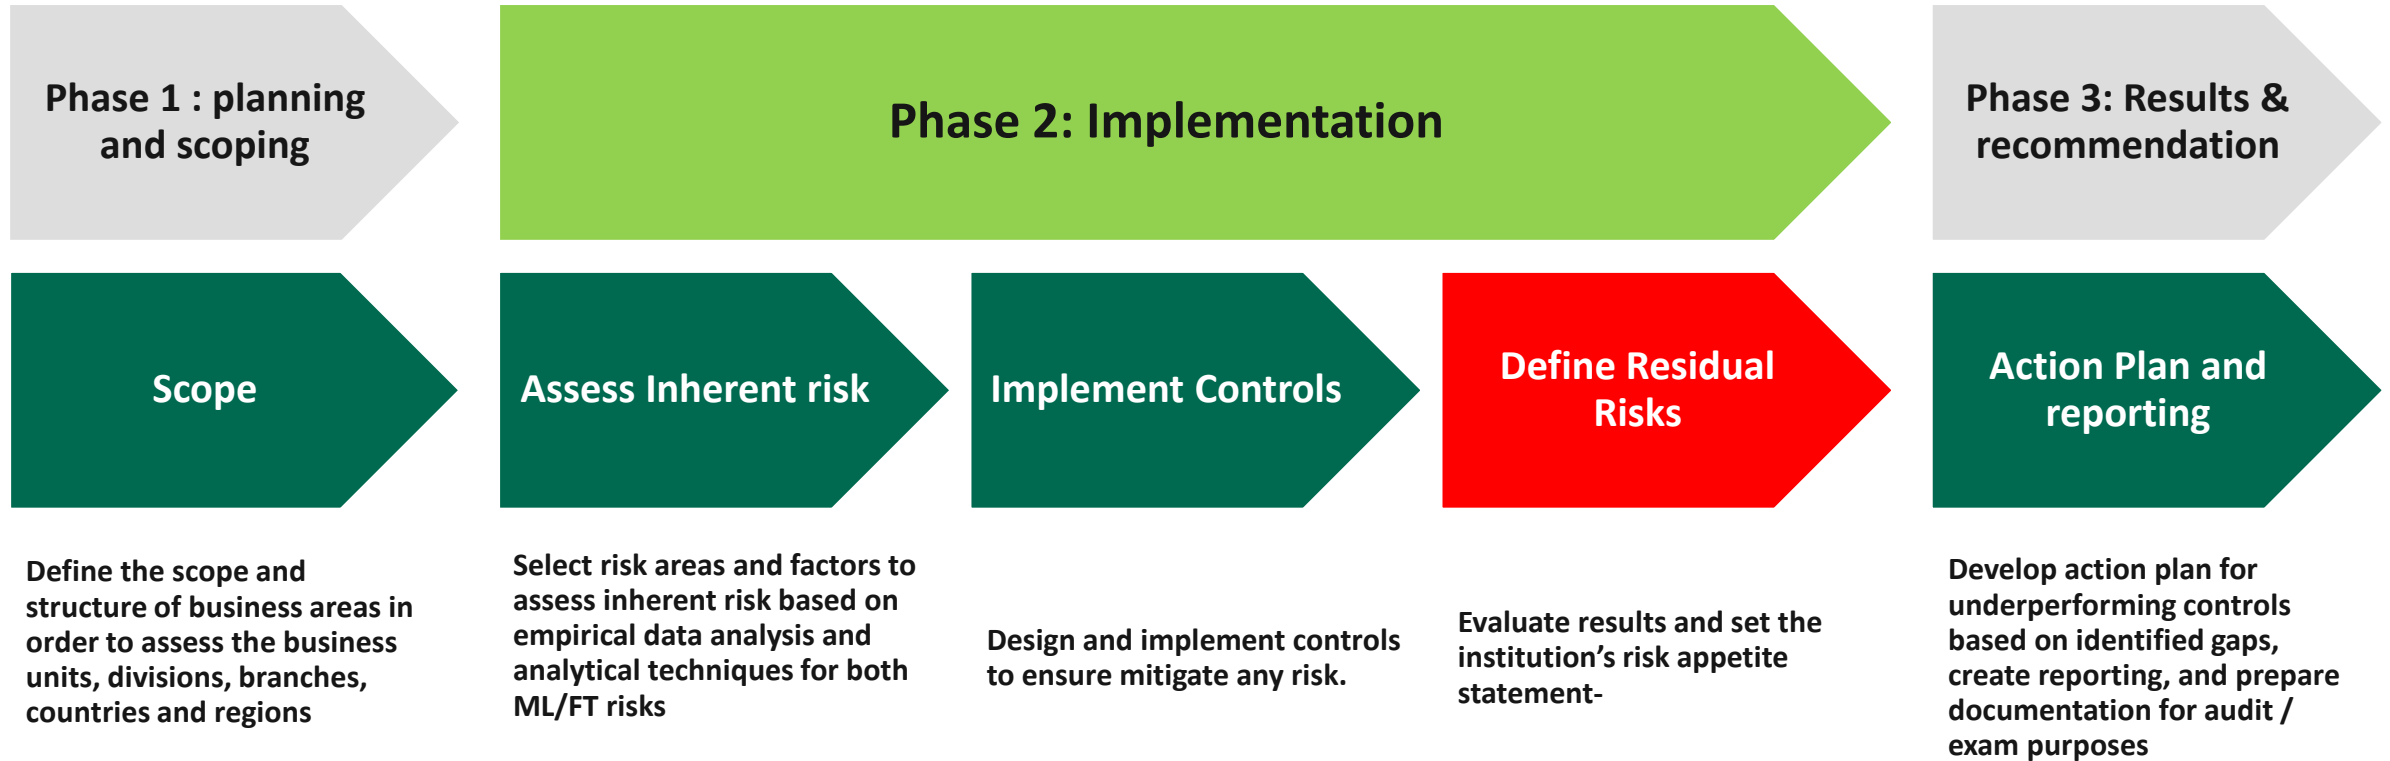 Phase 1 : planning
and scoping
Phase 2: Implementation
Phase 3: Results &
recommendation
Scope
Assess Inherent risk
Implement Controls
Define Residual
Risks
Action Plan and
reporting
Define the scope and
structure of business areas in
order to assess the business
units, divisions, branches,
countries and regions
Select risk areas and factors to
assess inherent risk based on
empirical data analysis and
analytical techniques for both
ML/FT risks
Design and implement controls
to ensure mitigate any risk.
Evaluate results and set the
institution’s risk appetite
statement-
Develop action plan for
underperforming controls
based on identified gaps,
create reporting, and prepare
documentation for audit /
exam purposes